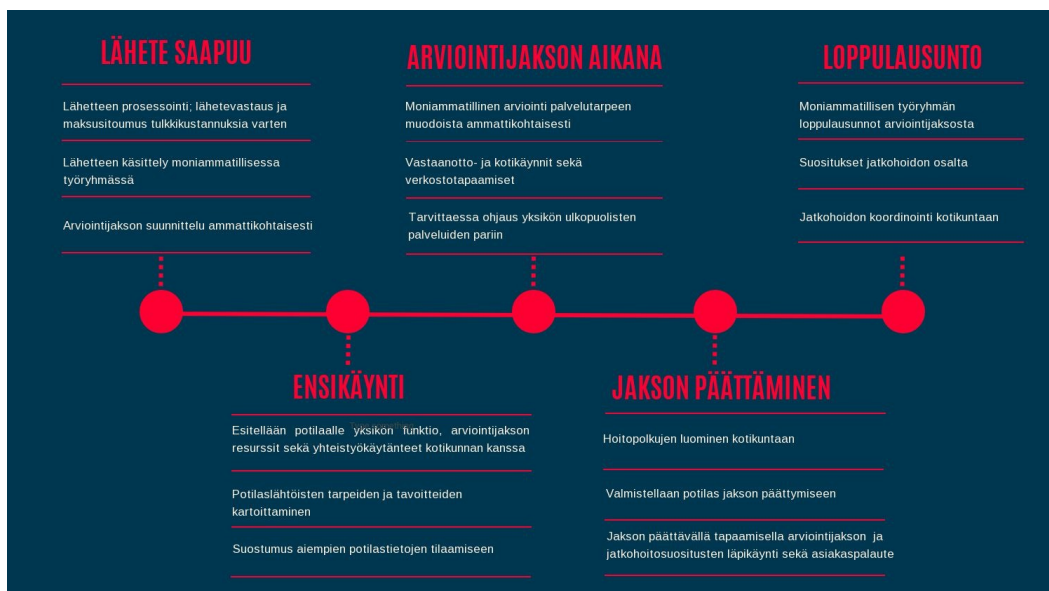 LÄHETE SAAPUU
Lähetteen prosessointi; lähetevastaus ja
maksusitoumus tulkkikustannuksia varten
Lähetteen käsittely moniammatillisessa
työryhmässä
Arviointijakson suunnittelu ammattikohtaisesti
ENSIKÄYNTI
Esitellään potilaalle yksikön funktio, arviointijakson
resurssit sekä yhteistyökäytänteet kotikunnan kanssa
Potilaslähtöisten tarpeiden ja tavoitteiden
kartoittaminen
Suostumus aiempien potilastietojen tilaamiseen
ARVIOINTIJAKSON AIKANA
Moniammatillinen arviointi palvelutarpeen
muodoista ammattikohtaisesti
Vastaanotto- ja kotikäynnit sekä
verkostotapaamiset
Tarvittaessa ohjaus yksikön ulkopuolisten
palveluiden pariin
JAKSON PÄÄTTÄMINEN
Hoitopolkujen luominen kotikuntaan
Valmistellaan potilas jakson päättymiseen
Jakson päättävällä tapaamisella arviointijakson ja
jatkohoitosuositusten läpikäynti sekä asiakaspalaute
LOPPULAUSUNTO
Moniammatillisen työryhmän
loppulausunnot arviointijaksosta
Suositukset jatkohoidon osalta
Jatkohoidon koordinointi kotikuntaan